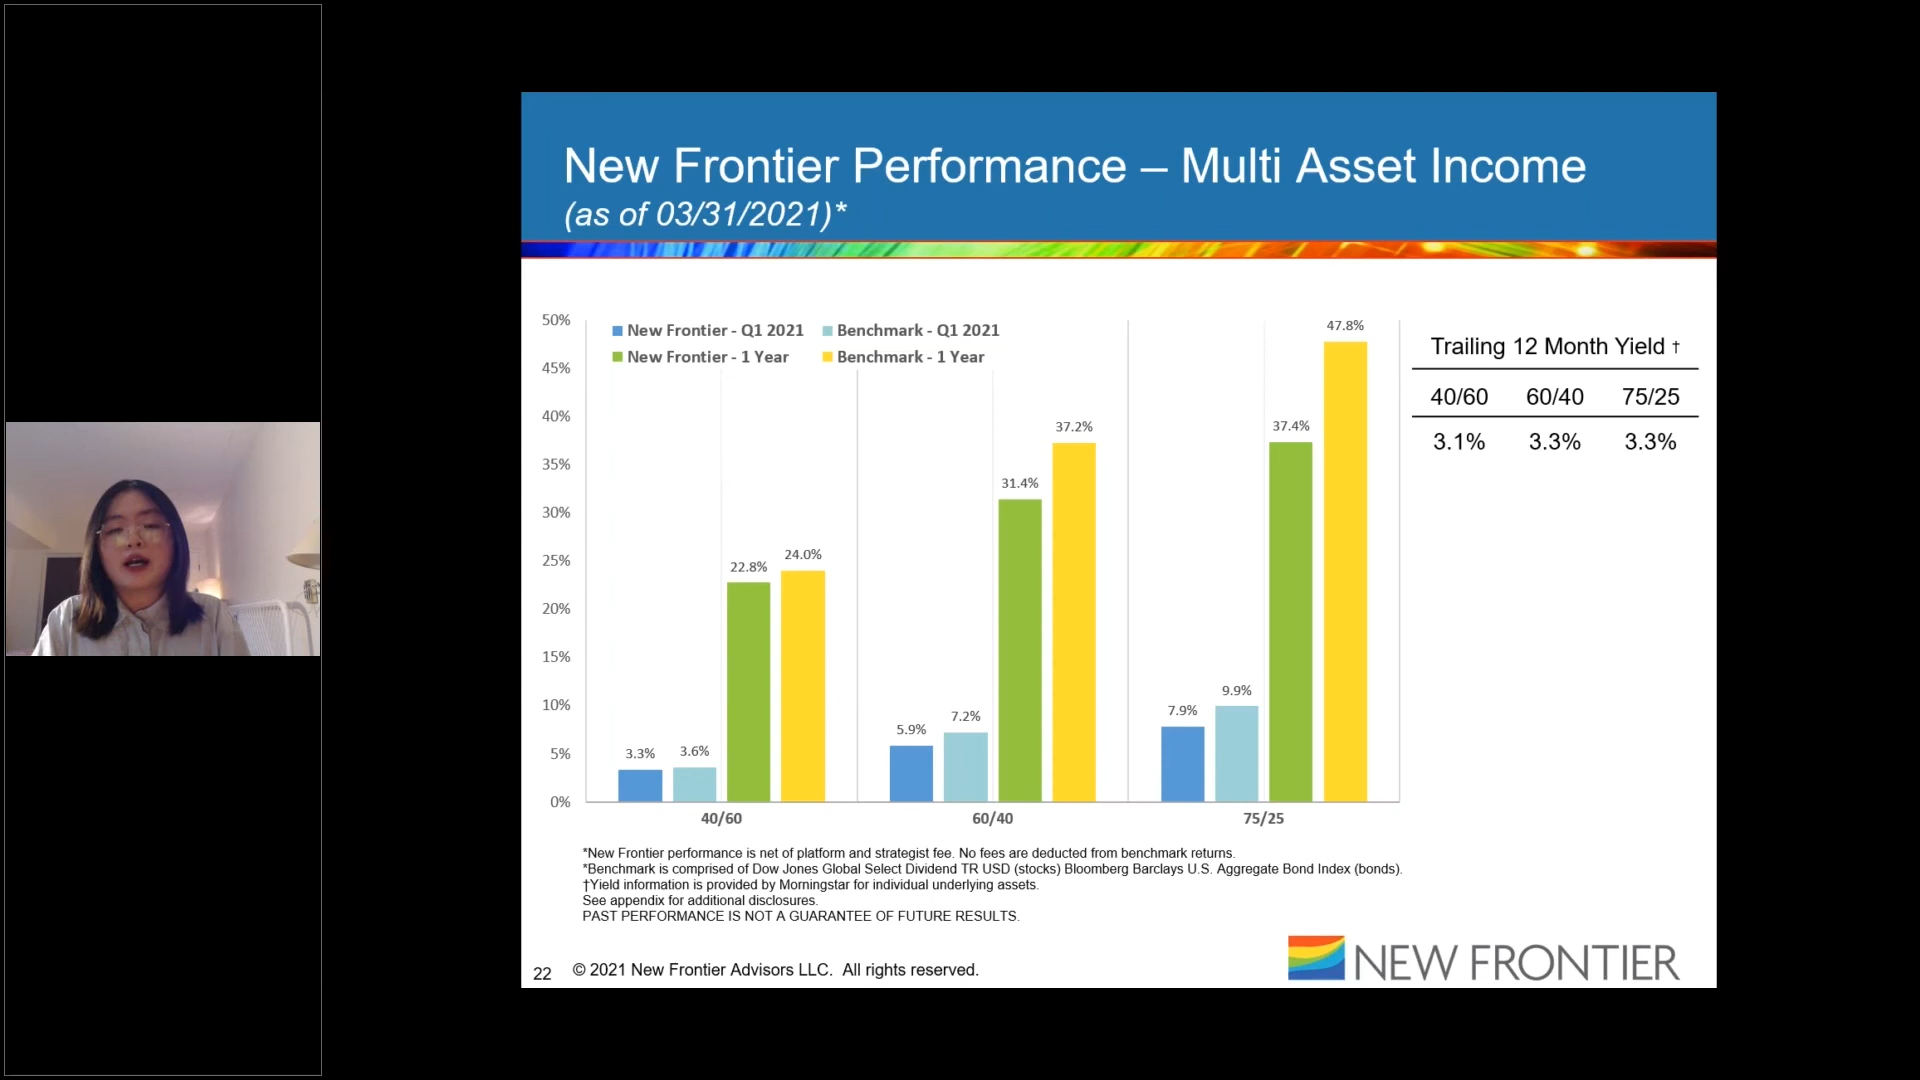 New Frontier Performance – Multi Asset Income
(as of 03/31/2021)*
New Frontier - Q1 2021 Benchmark - Q1 2021
New Frontier - 1 Year Benchmark - 1 Year
50%
45%
40%
35%
30%
25%
20%
15%
10%
5%
0%
3.3% 3.6% 22.8% 24.0%
5.9% 7.2% 31.4% 37.2%
7.9% 9.9% 37.4% 47.8%
40/60 60/40 75/25
Trailing 12 Month Yield †
40/60 60/40 75/25
3.1% 3.3% 3.3%
*New Frontier performance is net of platform and strategist fee. No fees are deducted from benchmark returns.
*Benchmark is comprised of Dow Jones Global Select Dividend TR USD (stocks) Bloomberg Barclays U.S. Aggregate Bond Index (bonds).
†Yield information is provided by Morningstar for individual underlying assets.
See appendix for additional disclosures.
PAST PERFORMANCE IS NOT A GUARANTEE OF FUTURE RESULTS.
22 © 2021 New Frontier Advisors LLC. All rights reserved.
NEW FRONTIER